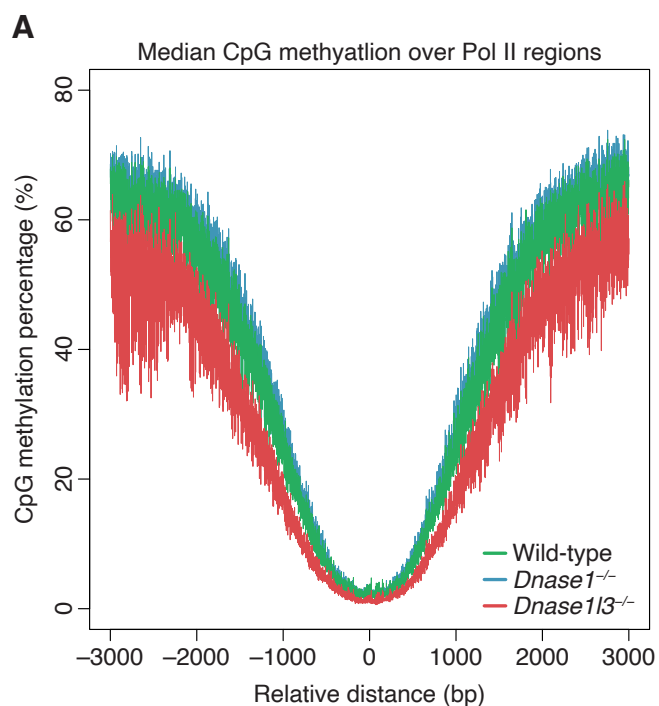 A
Median CpG methyatlion over Pol II regions
CpG methylation percentage (%)
80
60
40
20
0
Wild-type
Dnase1⁻/⁻
Dnase1l3⁻/⁻
−3000 −2000 −1000 0 1000 2000 3000
Relative distance (bp)